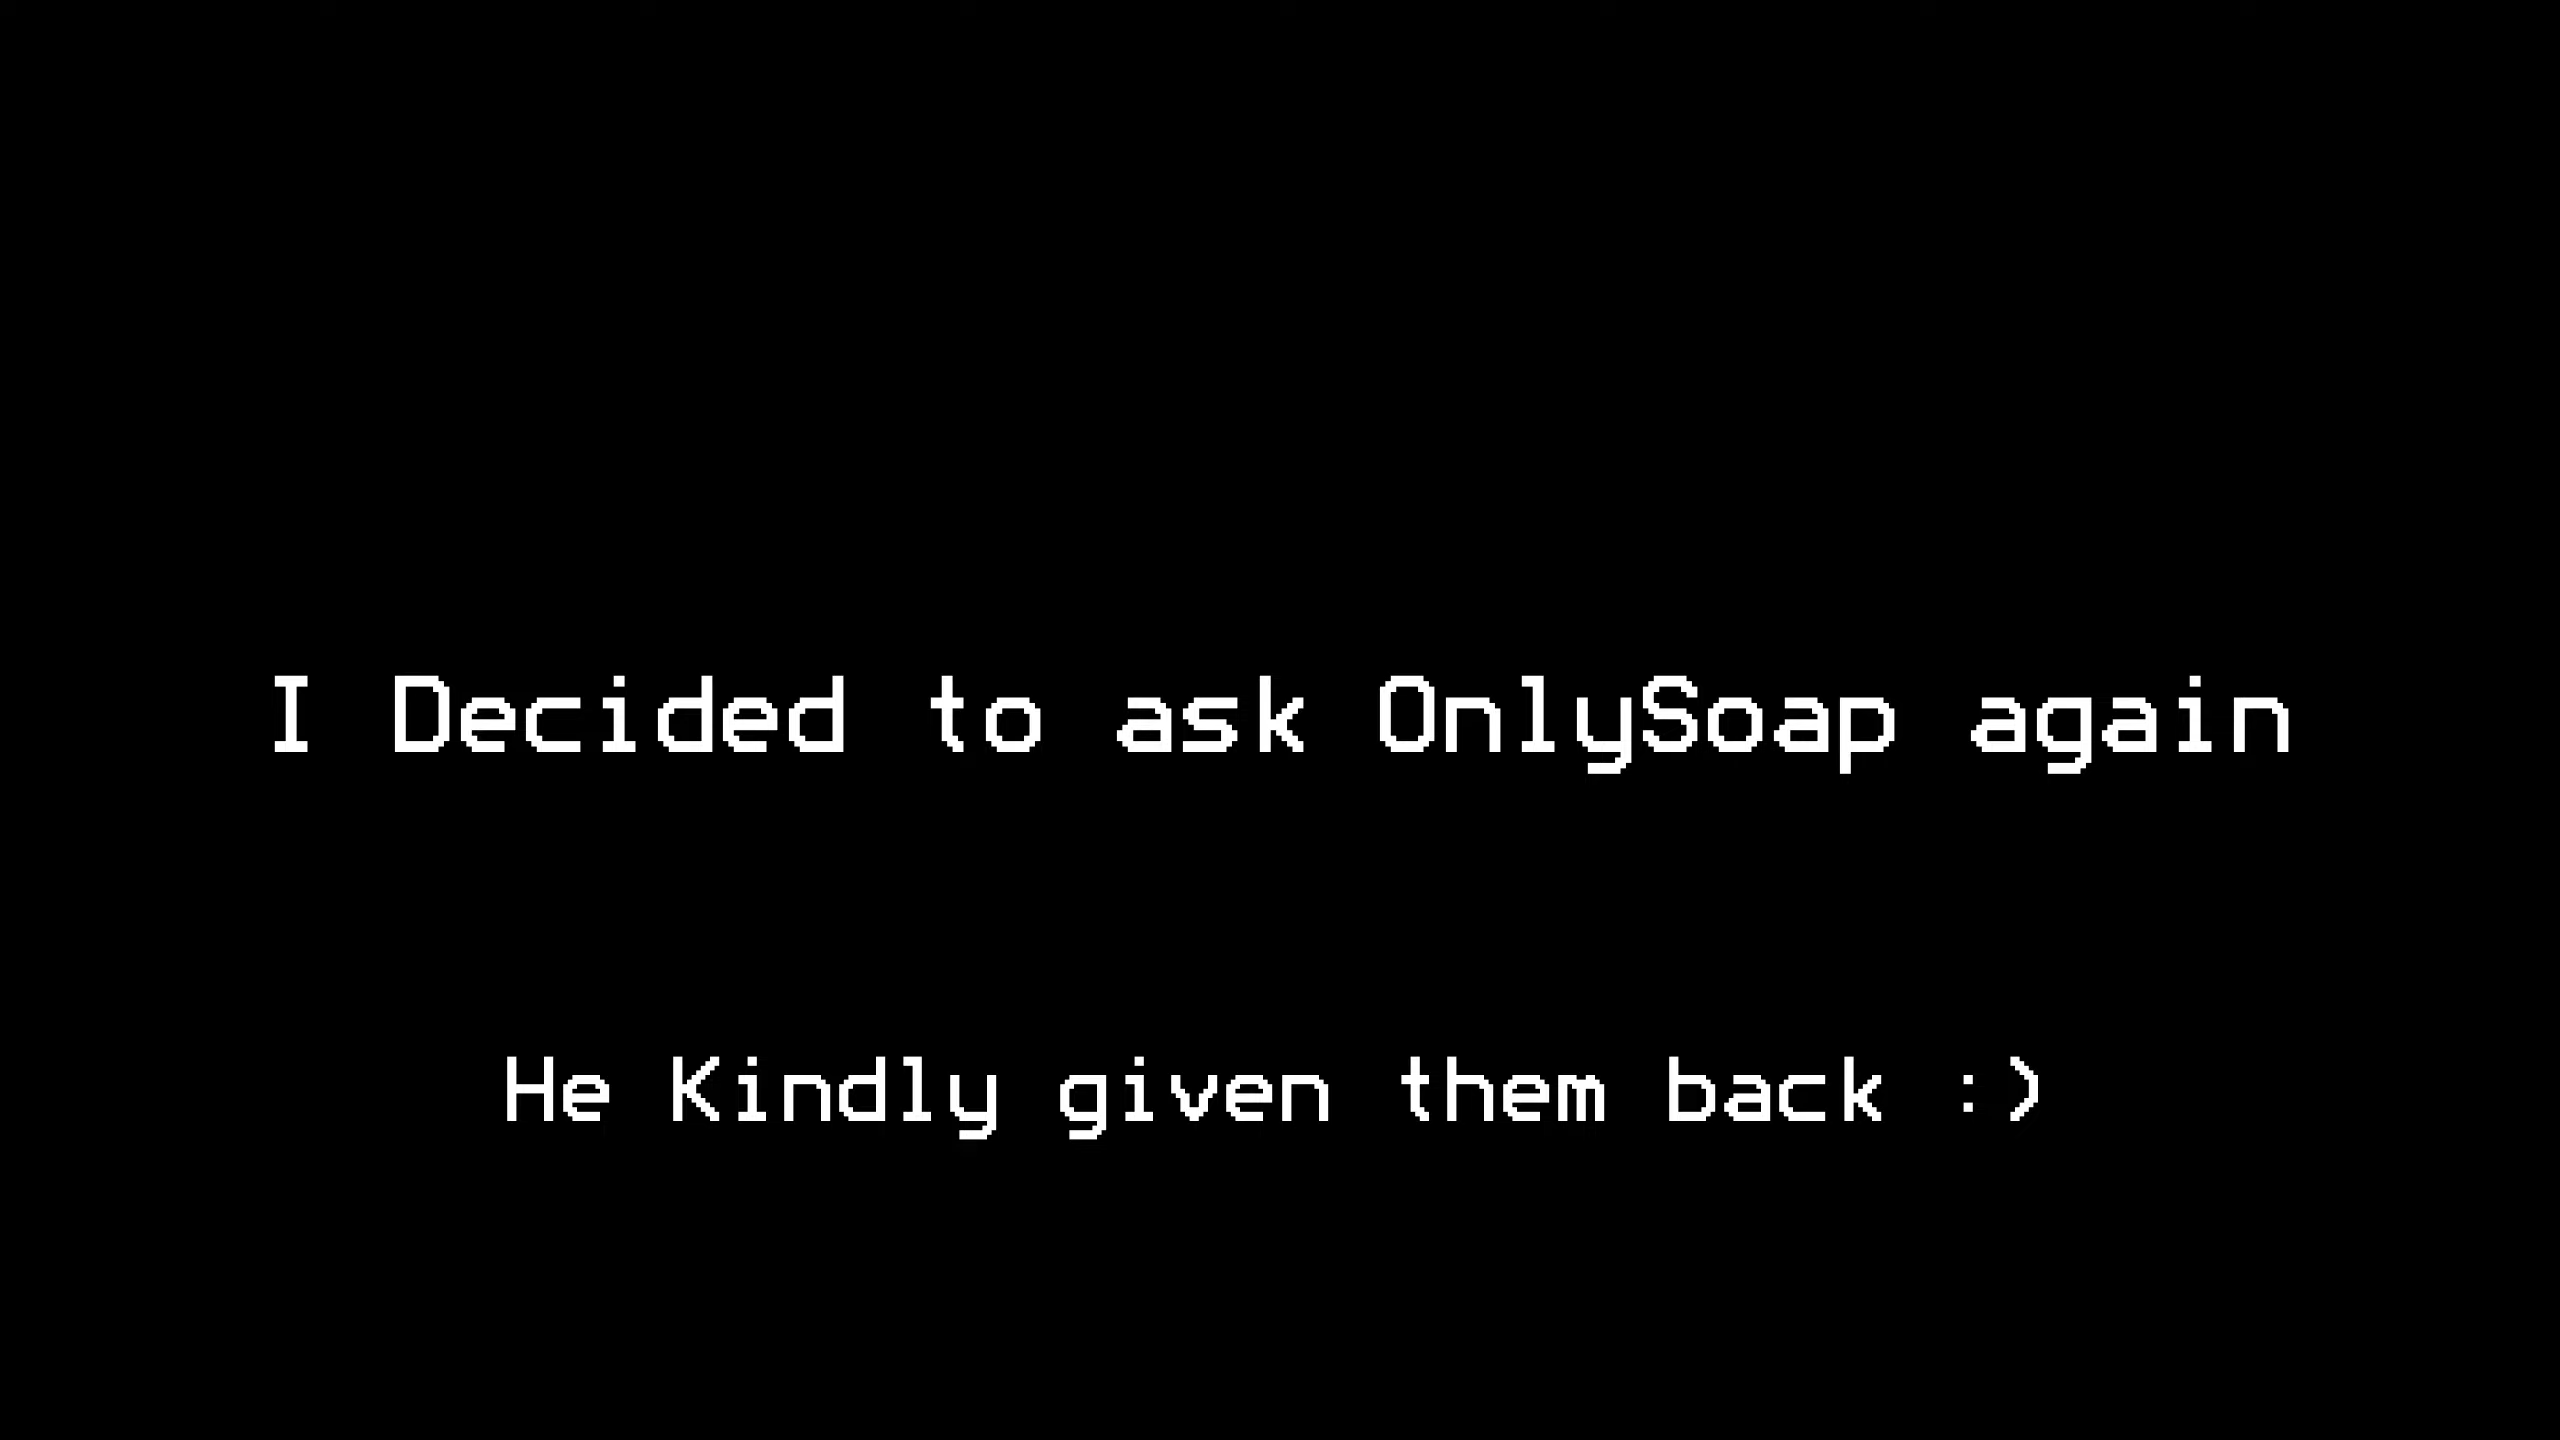 I Decided to ask OnlySoap again
He Kindly given them back :)